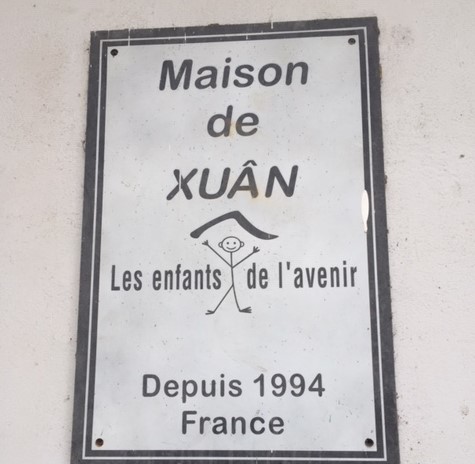 Maison
de
XUÂN
Les enfants de l'avenir
Depuis 1994
France